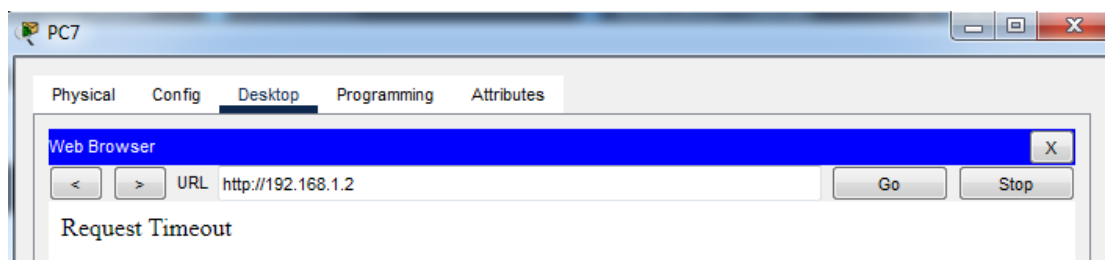 PC7
Physical Config Desktop Programming Attributes
Web Browser X
< > URL http://192.168.1.2 Go Stop
Request Timeout